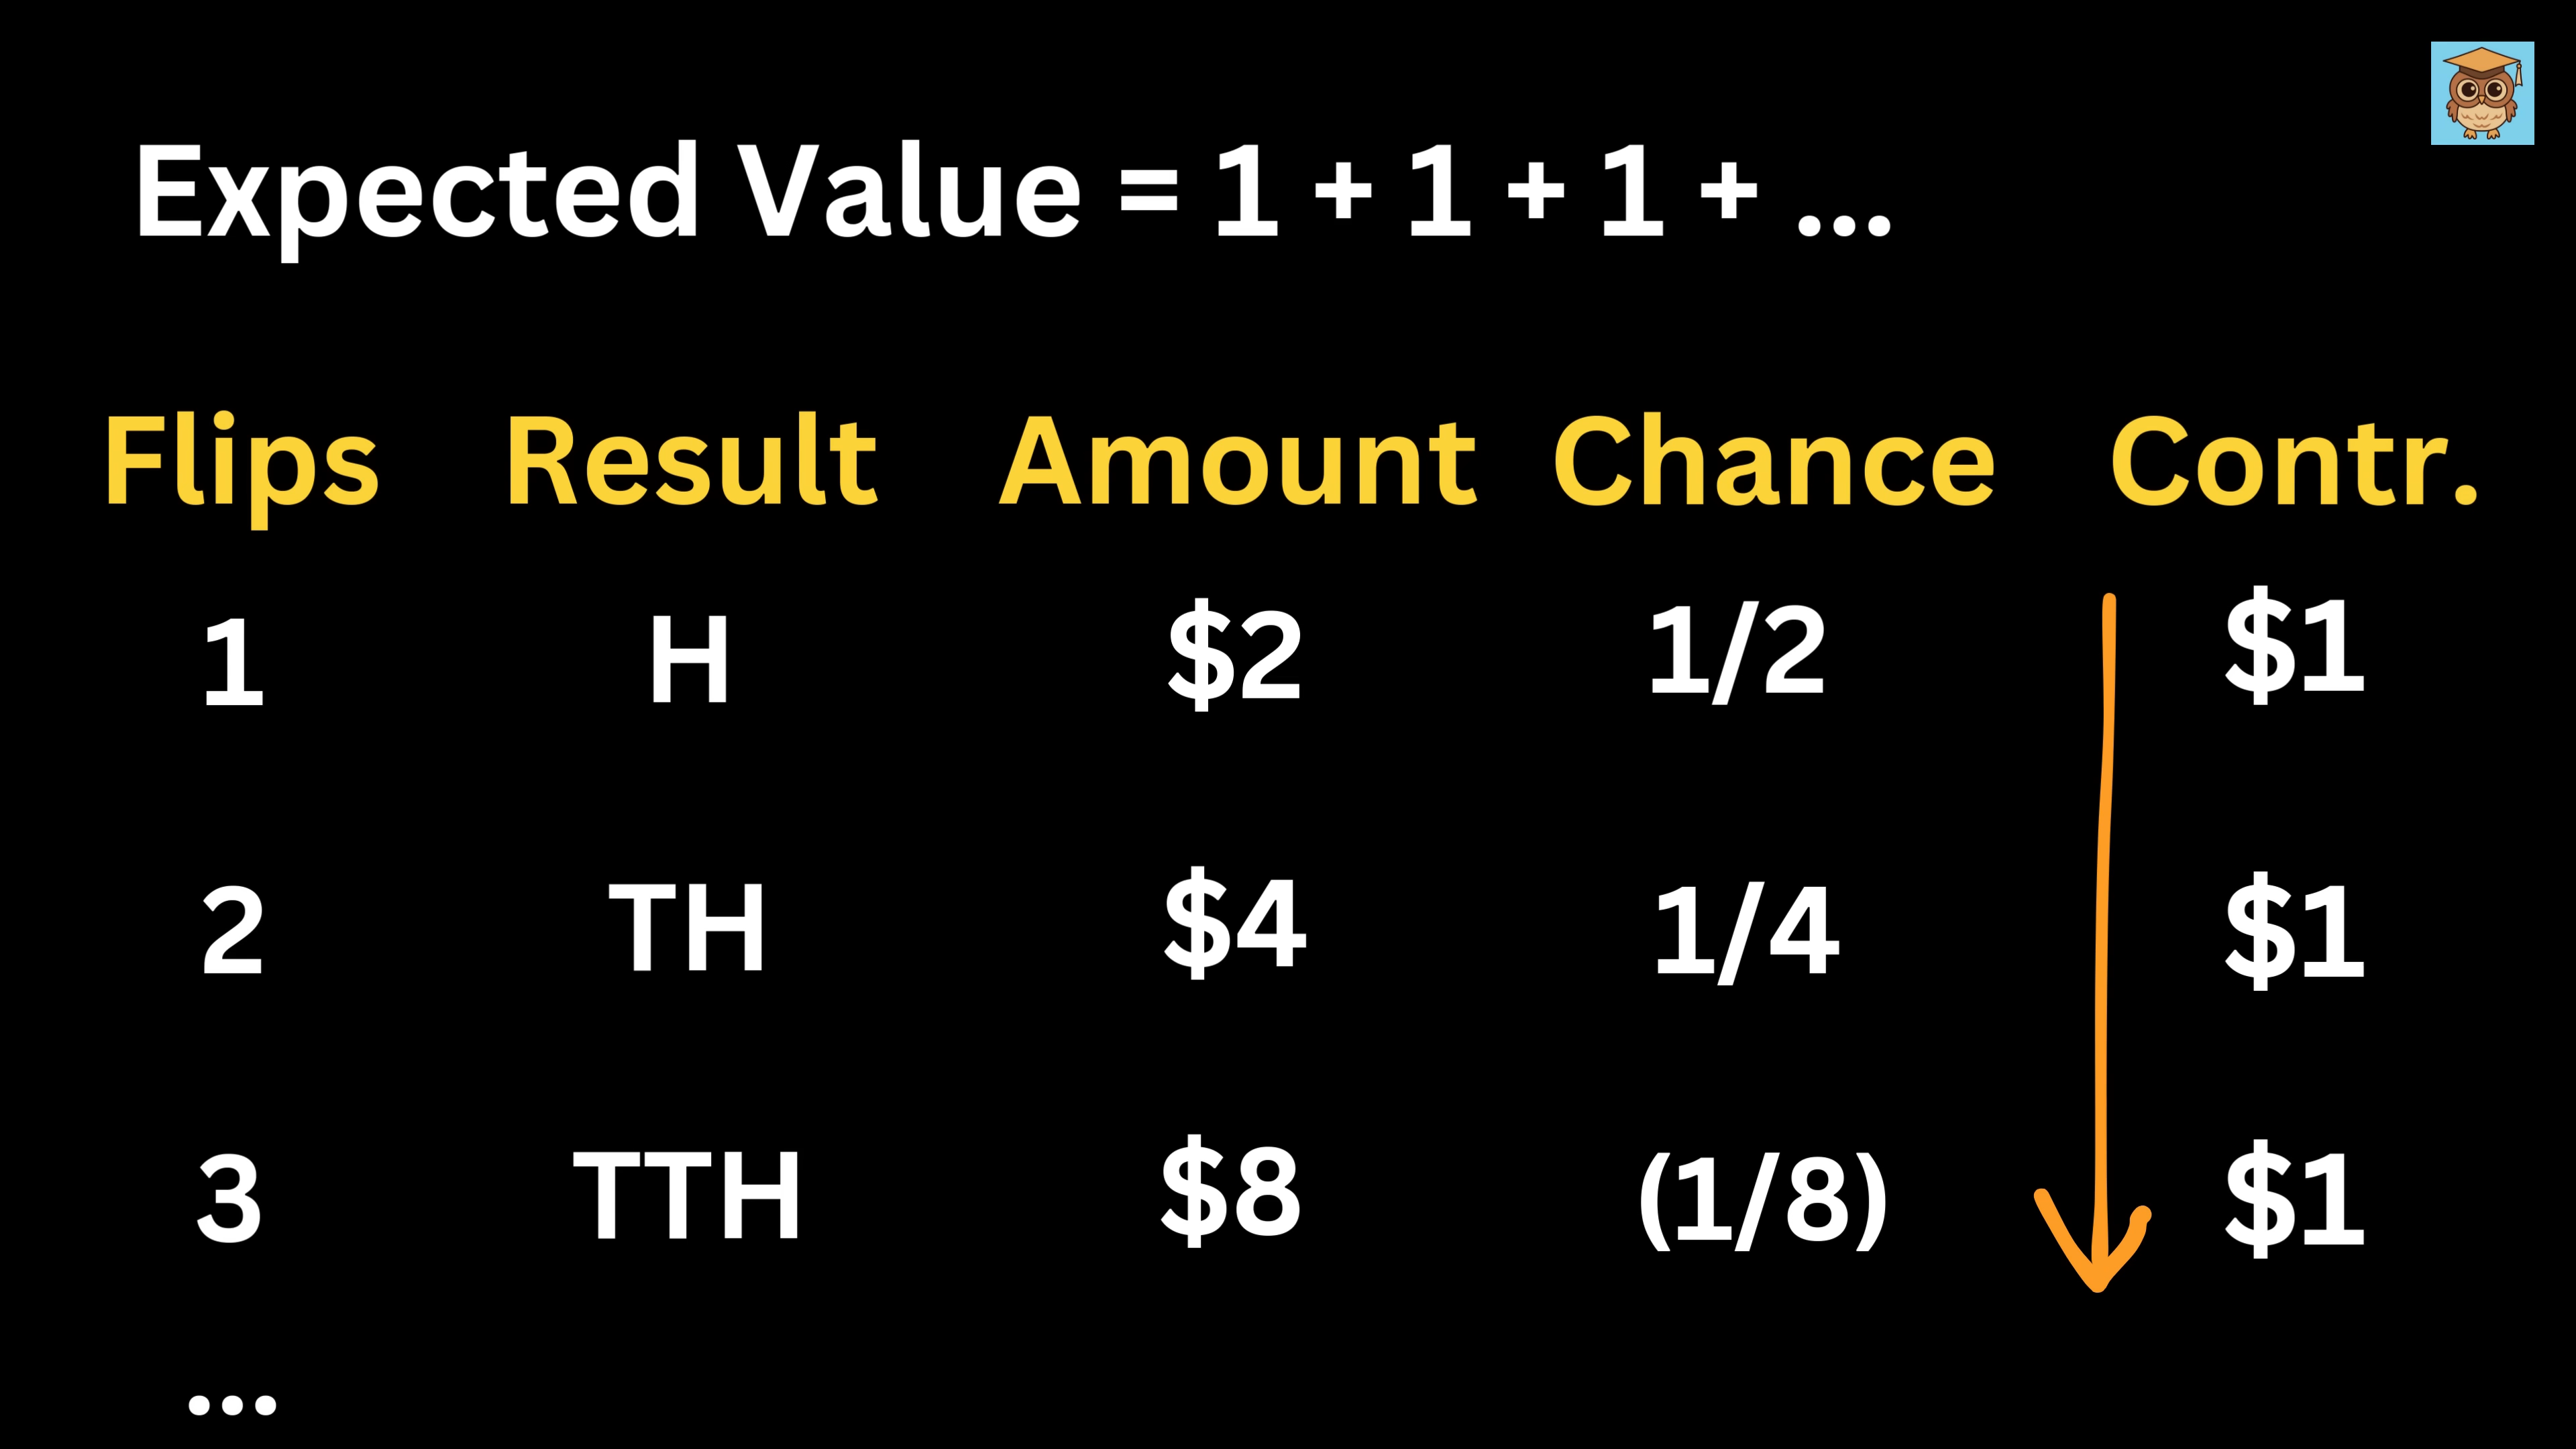 Expected Value = 1 + 1 + 1 + ...
Flips Result Amount Chance Contr.
1 H $2 1/2 $1
2 TH $4 1/4 $1
3 TTH $8 (1/8) $1
...